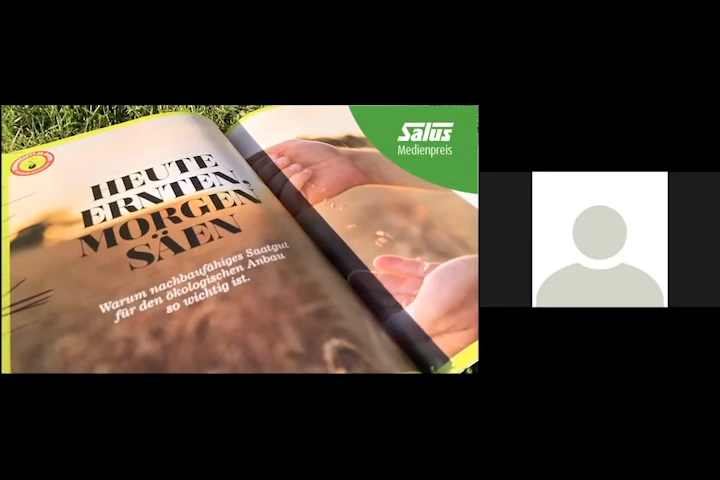 Salus
Medienpreis
HEUTE
ERNTEN,
MORGEN
SÄEN
Warum nachbaufähiges Saatgut
für den ökologischen Anbau
so wichtig ist.